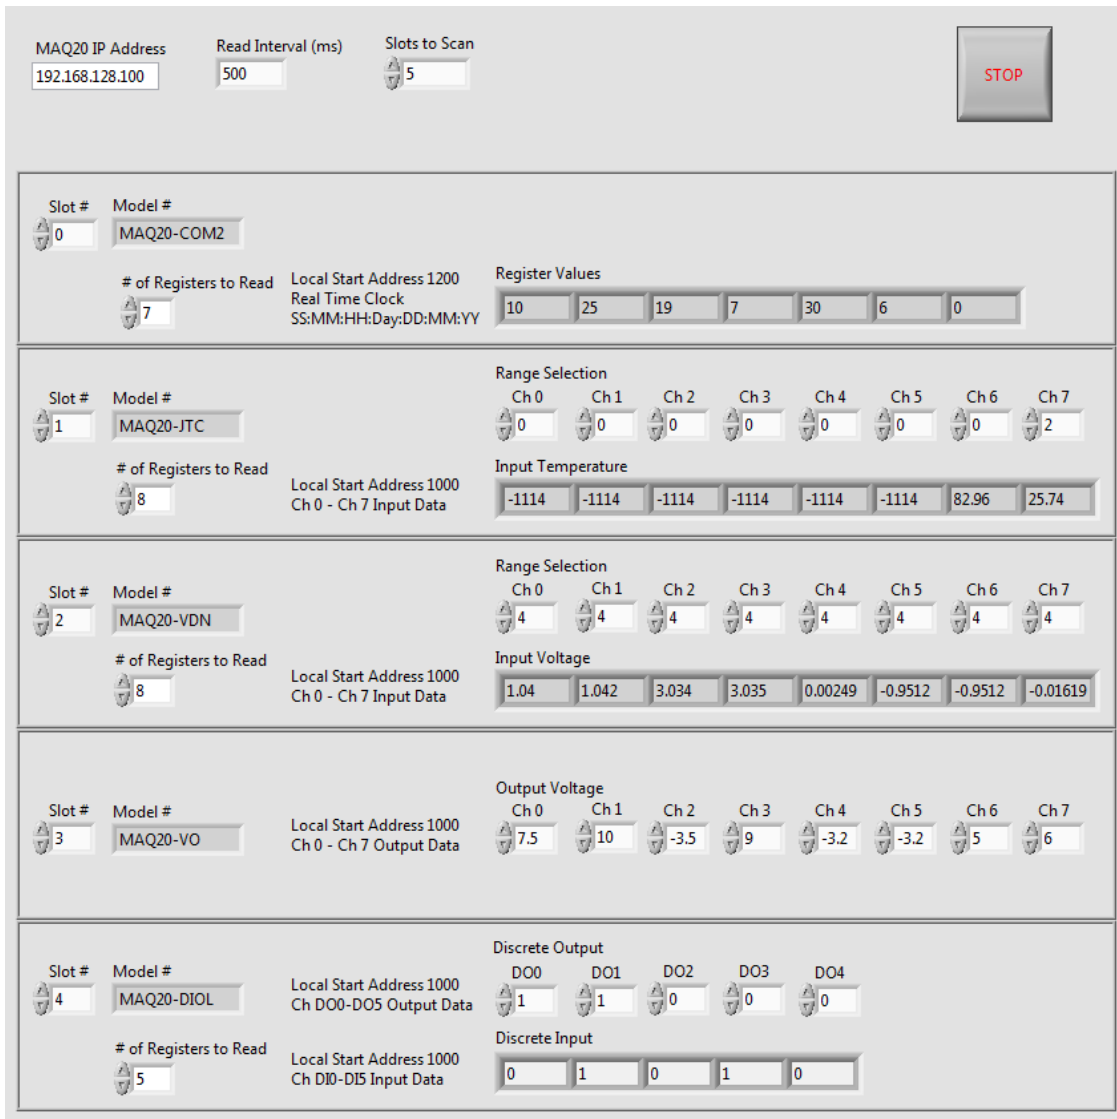 MAQ20 IP Address
Read Interval (ms)
Slots to Scan
192.168.128.100
500
5
STOP
Slot #
Model #
0
MAQ20-COM2
# of Registers to Read
7
Local Start Address 1200
Real Time Clock
SS:MM:HH:Day:DD:MM:YY
Register Values
10 25 19 7 30 6 0
Slot #
Model #
1
MAQ20-JTC
Range Selection
Ch 0 Ch 1 Ch 2 Ch 3 Ch 4 Ch 5 Ch 6 Ch 7
0 0 0 0 0 0 0 2
# of Registers to Read
8
Local Start Address 1000
Ch 0 - Ch 7 Input Data
Input Temperature
-1114 -1114 -1114 -1114 -1114 -1114 82.96 25.74
Slot #
Model #
2
MAQ20-VDN
Range Selection
Ch 0 Ch 1 Ch 2 Ch 3 Ch 4 Ch 5 Ch 6 Ch 7
4 4 4 4 4 4 4 4
# of Registers to Read
8
Local Start Address 1000
Ch 0 - Ch 7 Input Data
Input Voltage
1.04 1.042 3.034 3.035 0.00249 -0.9512 -0.9512 -0.01619
Slot #
Model #
3
MAQ20-VO
Local Start Address 1000
Ch 0 - Ch 7 Output Data
Output Voltage
Ch 0 Ch 1 Ch 2 Ch 3 Ch 4 Ch 5 Ch 6 Ch 7
7.5 10 -3.5 9 -3.2 -3.2 5 6
Slot #
Model #
4
MAQ20-DIOL
Local Start Address 1000
Ch DO0-DO5 Output Data
Discrete Output
DO0 DO1 DO2 DO3 DO4
1 1 0 0 0
# of Registers to Read
5
Local Start Address 1000
Ch DI0-DI5 Input Data
Discrete Input
0 1 0 1 0